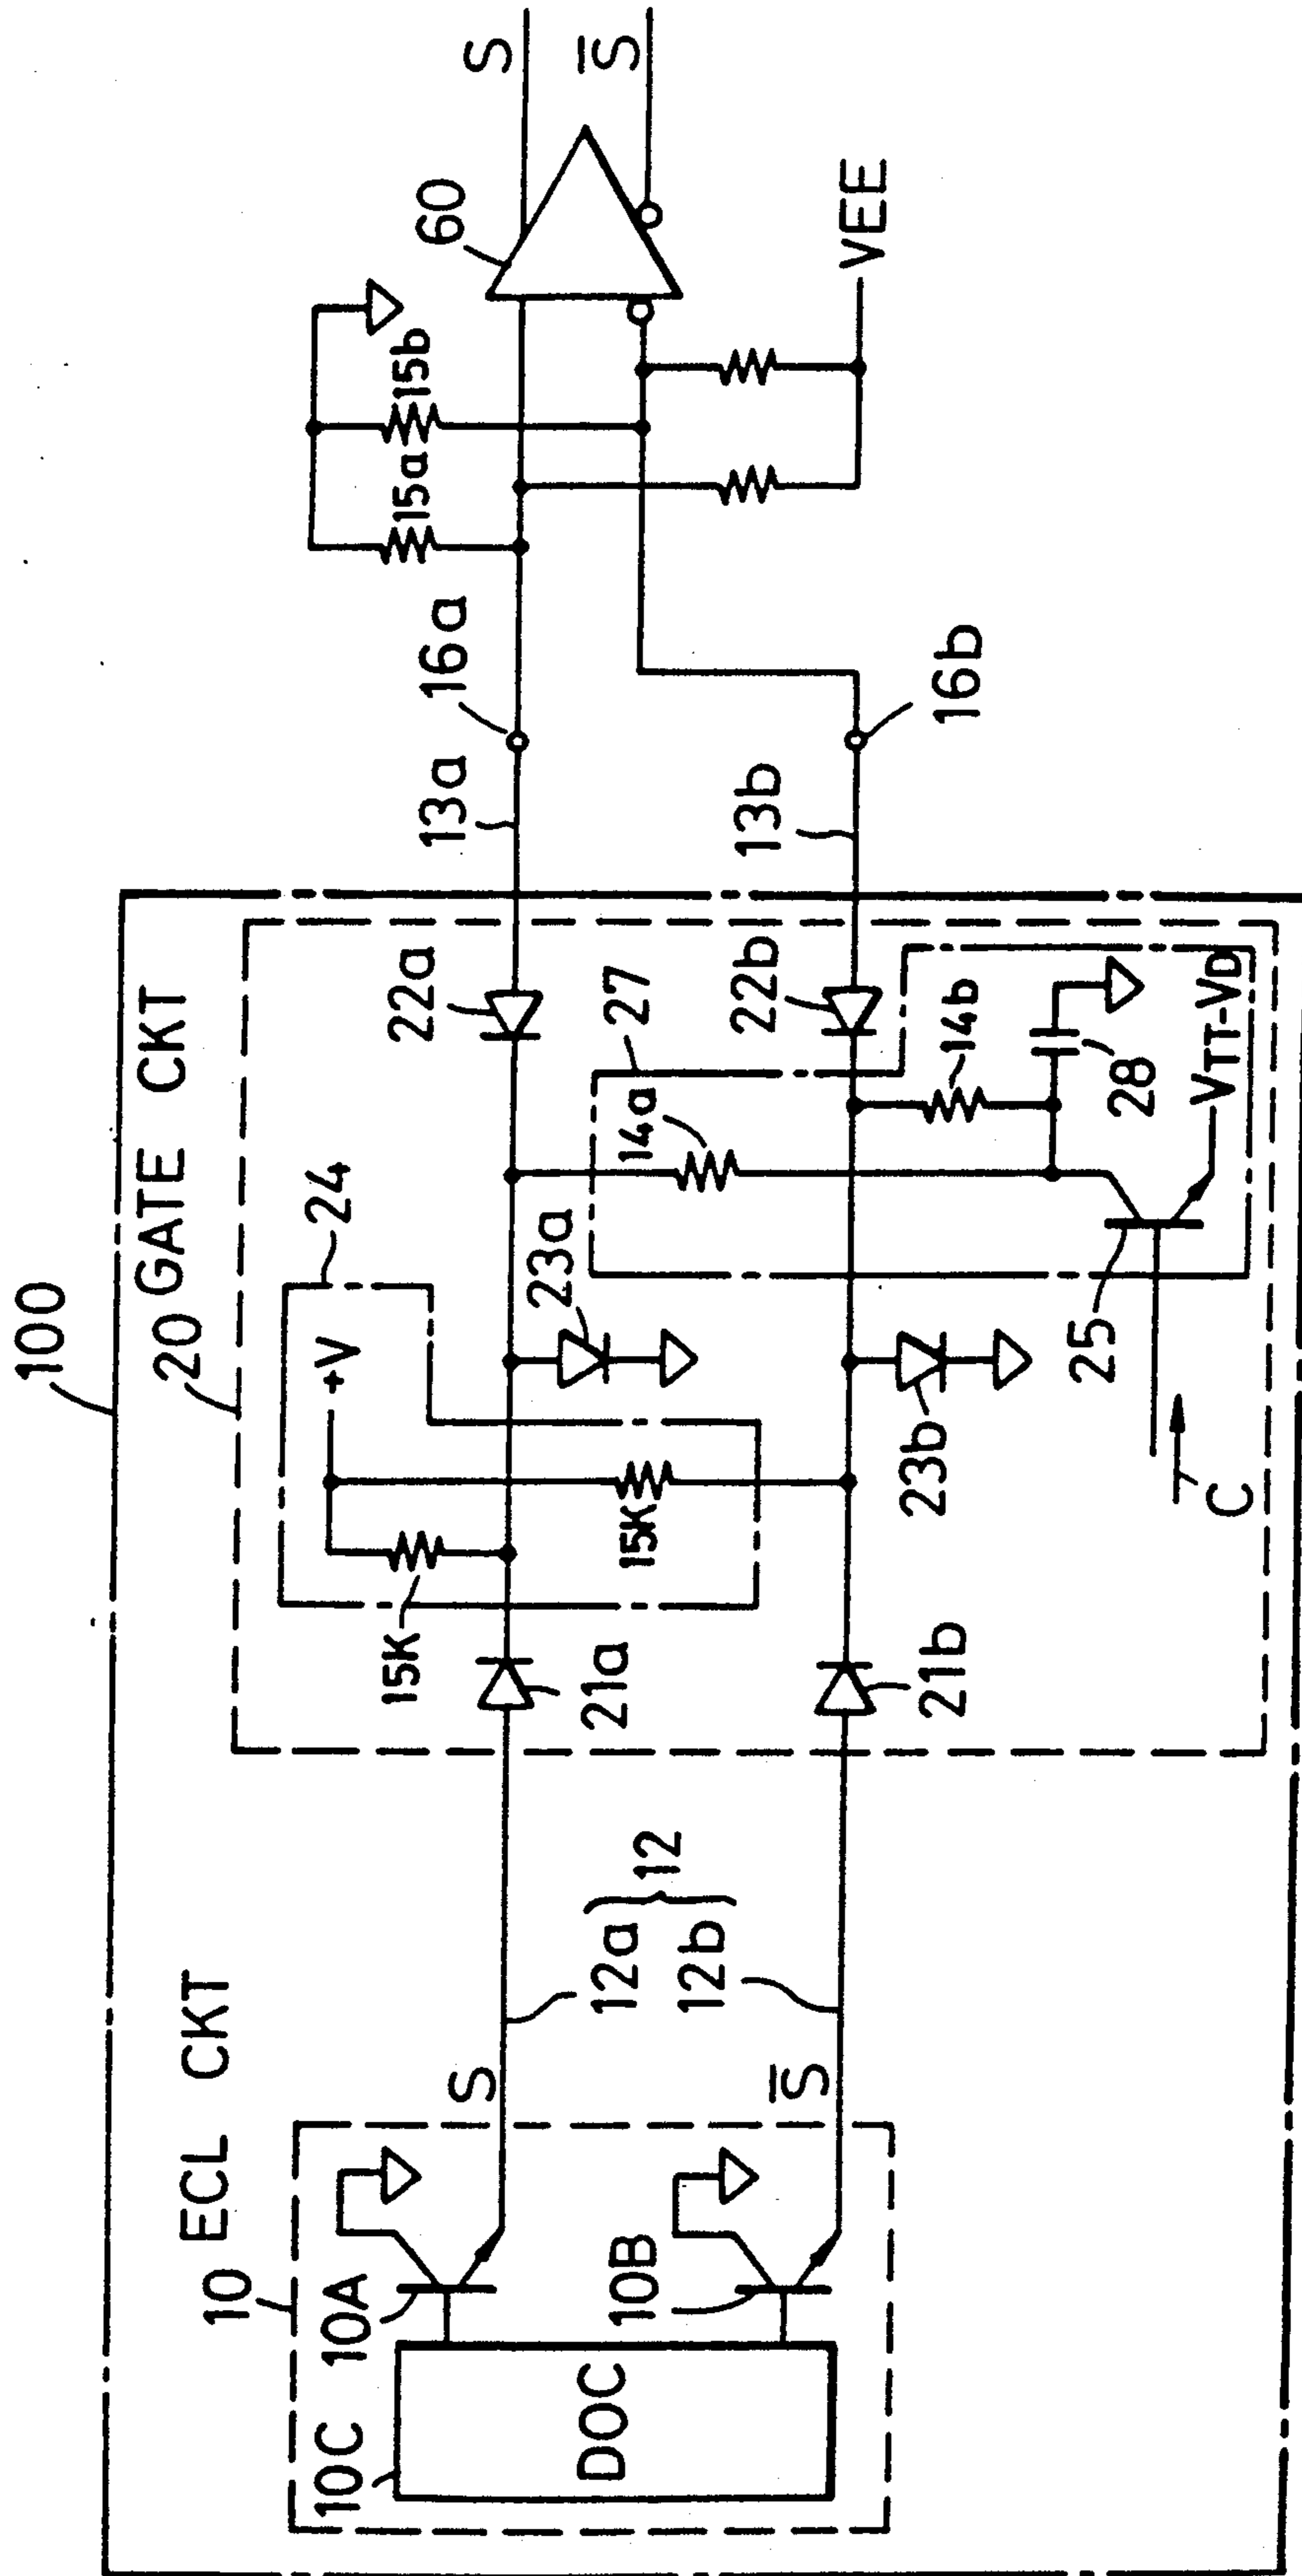 100
10 ECL CKT
20 GATE CKT
10C
DOC
10A
10B
S
S̅
12a
12b
12
21a
21b
15K
15K
+V
24
23a
23b
C
25
14a
27
22a
22b
14b
28
VTT-VD
13a
13b
16a
16b
15a
15b
60
VEE
S
S̅